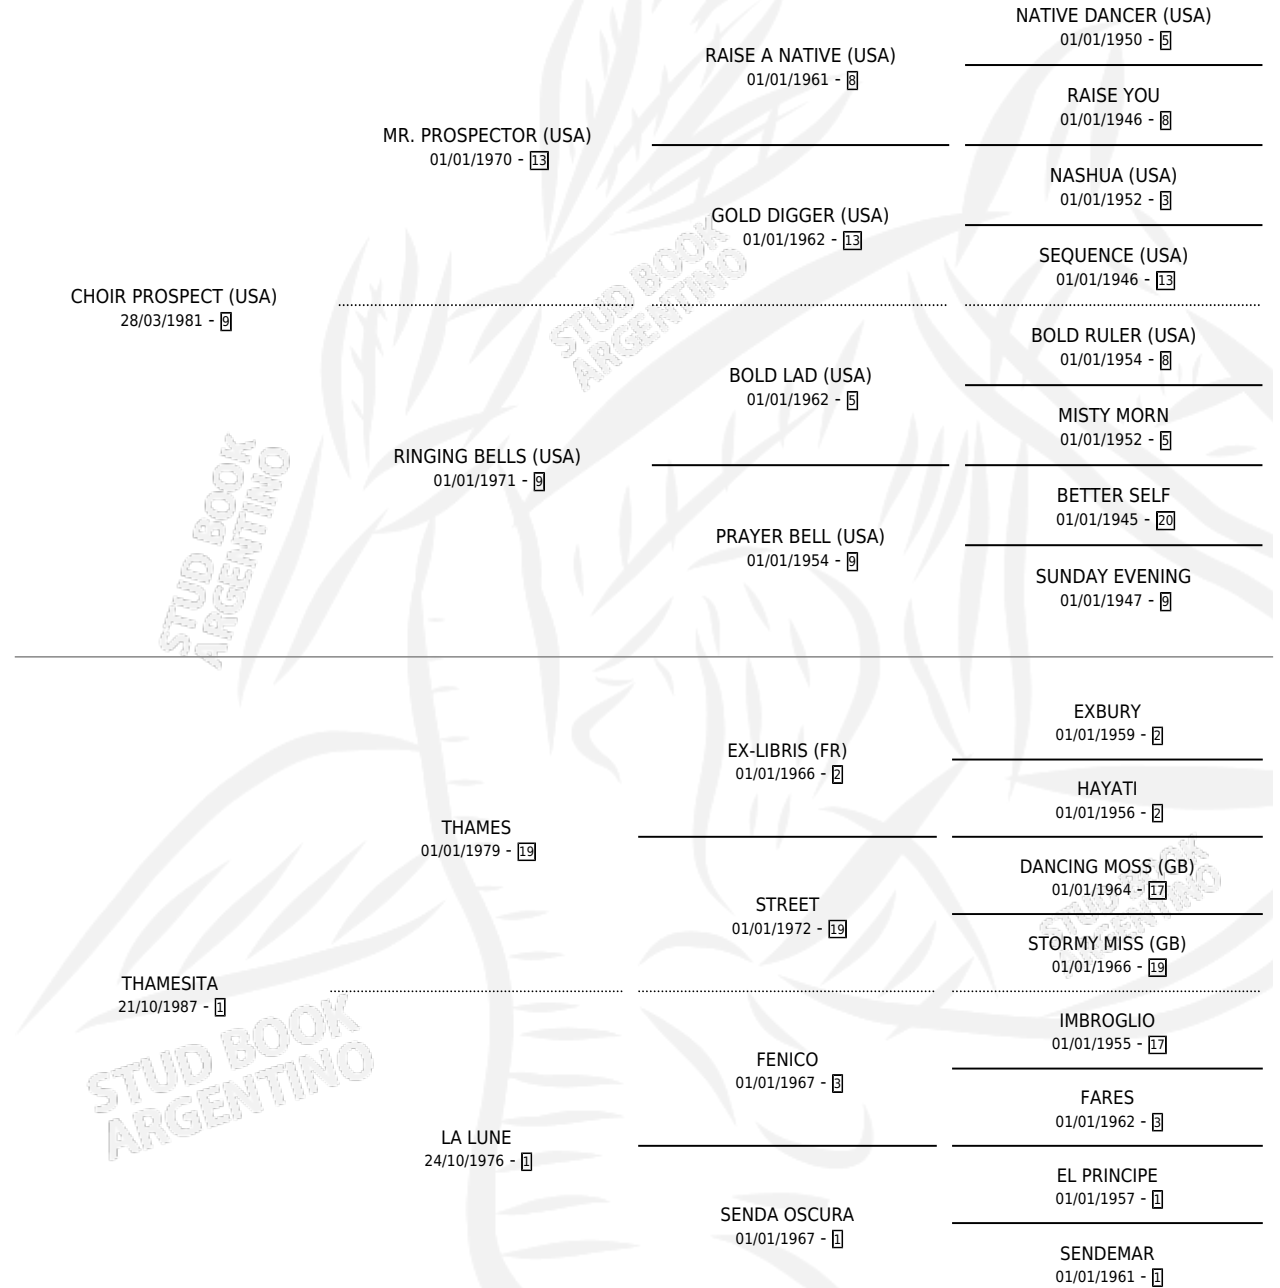 NATIVE DANCER (USA)
01/01/1950 - 5
RAISE A NATIVE (USA)
01/01/1961 - 8
RAISE YOU
01/01/1946 - 8
MR. PROSPECTOR (USA)
01/01/1970 - 13
NASHUA (USA)
01/01/1952 - 3
GOLD DIGGER (USA)
01/01/1962 - 13
SEQUENCE (USA)
01/01/1946 - 13
CHOIR PROSPECT (USA)
28/03/1981 - 9
BOLD RULER (USA)
01/01/1954 - 8
BOLD LAD (USA)
01/01/1962 - 5
MISTY MORN
01/01/1952 - 5
RINGING BELLS (USA)
01/01/1971 - 9
BETTER SELF
01/01/1945 - 20
PRAYER BELL (USA)
01/01/1954 - 9
SUNDAY EVENING
01/01/1947 - 9
STUD BOOK
ARGENTINO
STUD BOOK
ARGENTINO
EXBURY
01/01/1959 - 2
EX-LIBRIS (FR)
01/01/1966 - 2
HAYATI
01/01/1956 - 2
THAMES
01/01/1979 - 19
DANCING MOSS (GB)
01/01/1964 - 17
STREET
01/01/1972 - 19
STORMY MISS (GB)
01/01/1966 - 19
THAMESITA
21/10/1987 - 1
IMBROGLIO
01/01/1955 - 17
FENICO
01/01/1967 - 3
FARES
01/01/1962 - 3
LA LUNE
24/10/1976 - 1
EL PRINCIPE
01/01/1957 - 1
SENDA OSCURA
01/01/1967 - 1
SENDEMAR
01/01/1961 - 1
STUD BOOK
ARGENTINO
STUD BOOK
ARGENTINO